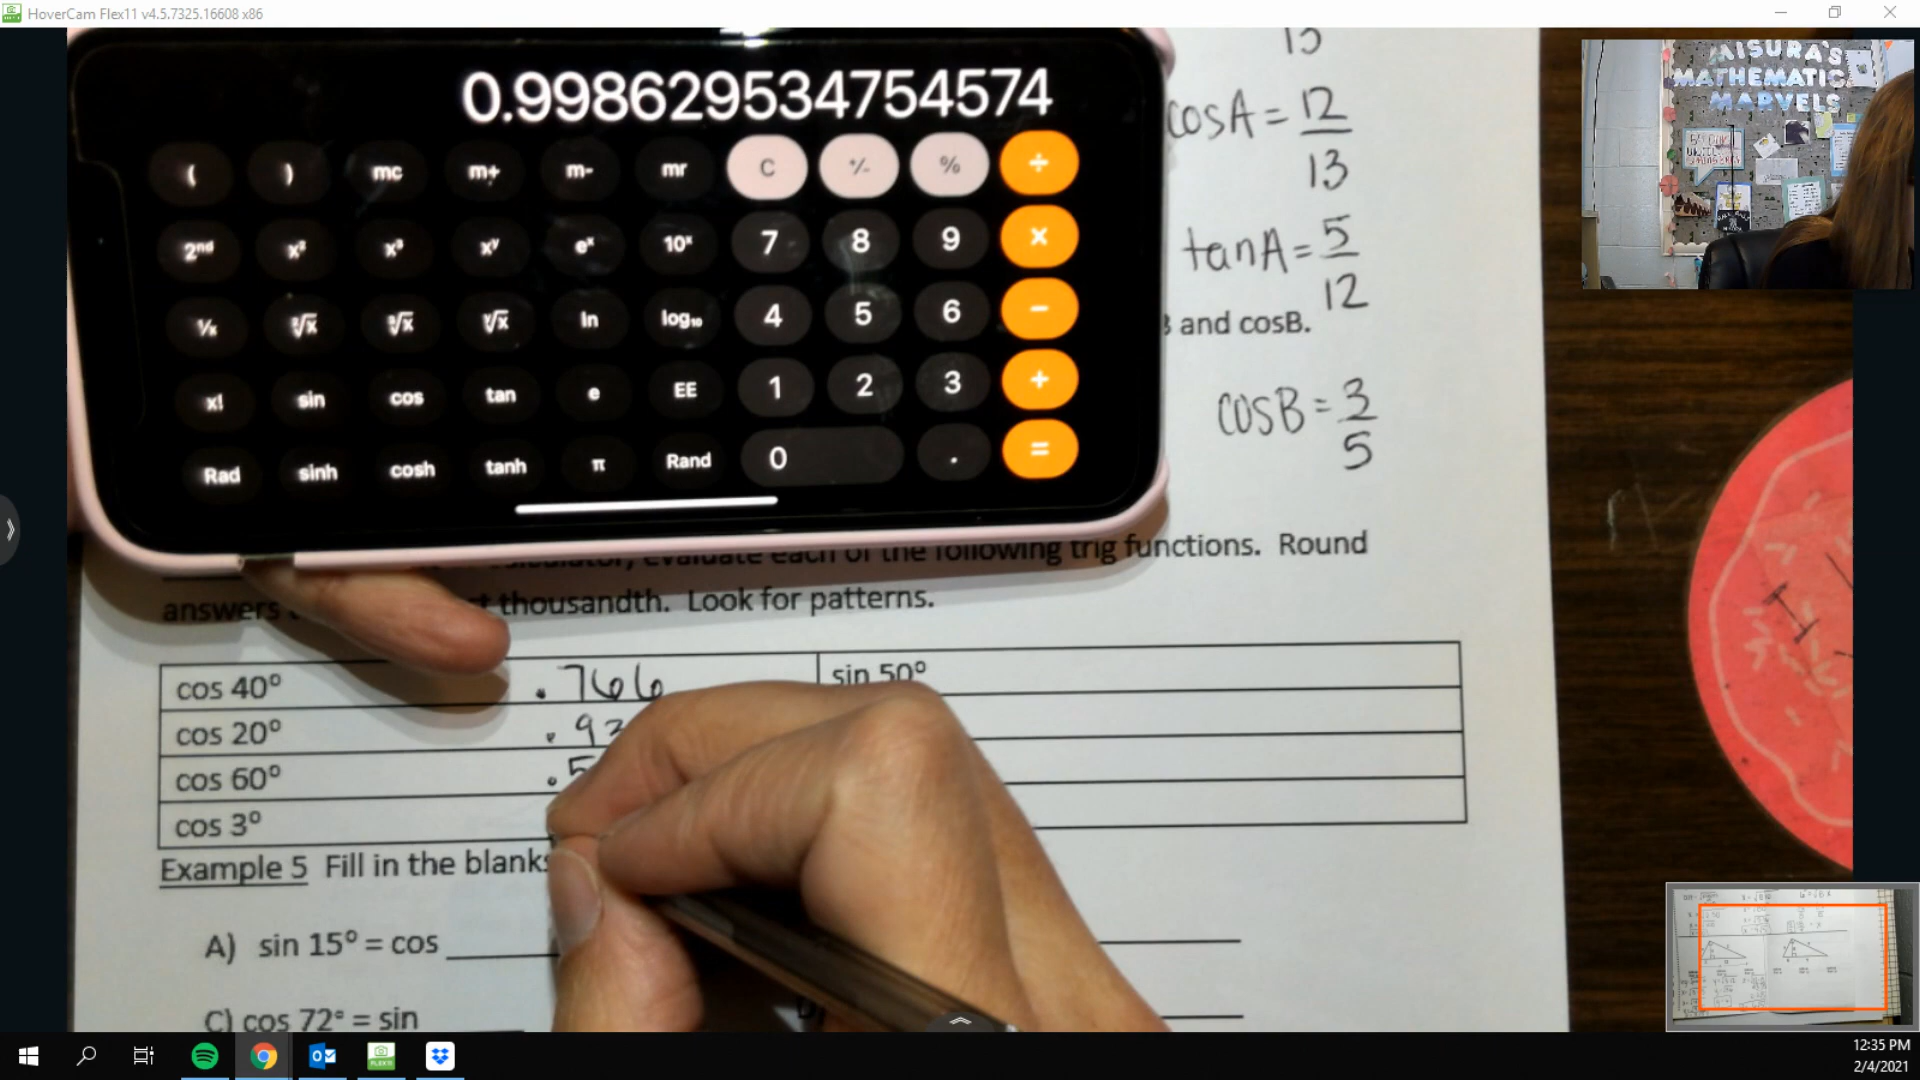 HoverCam Flex11 v4.5.7325.16608 x86
MISURA'S
MATHEMATIC
MARVELS
0.998629534754574
( ) mc m+ m- mr C % ÷
2nd x² x³ xʸ eˣ 10ˣ 7 8 9 ×
¹/x ²√x ³√x ʸ√x ln log₁₀ 4 5 6 −
x! sin cos tan e EE 1 2 3 +
Rad sinh cosh tanh π Rand 0 . =
cosA = 12/13
tanA = 5/12
and cosB.
cosB = 3/5
evaluate each of the following trig functions. Round
answers thousandth. Look for patterns.
cos 40° .766 sin 50°
cos 20°
cos 60°
cos 3°
Example 5 Fill in the blanks
A) sin 15° = cos ____
C) cos 72° = sin ____
12:35 PM
2/4/2021